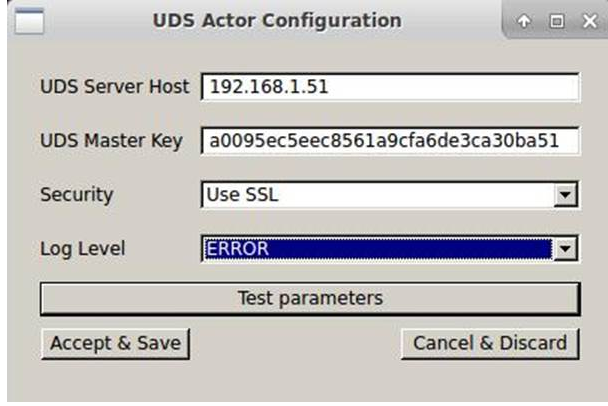 UDS Actor Configuration
UDS Server Host 192.168.1.51
UDS Master Key a0095ec5eec8561a9cfa6de3ca30ba51
Security Use SSL
Log Level ERROR
Test parameters
Accept & Save Cancel & Discard